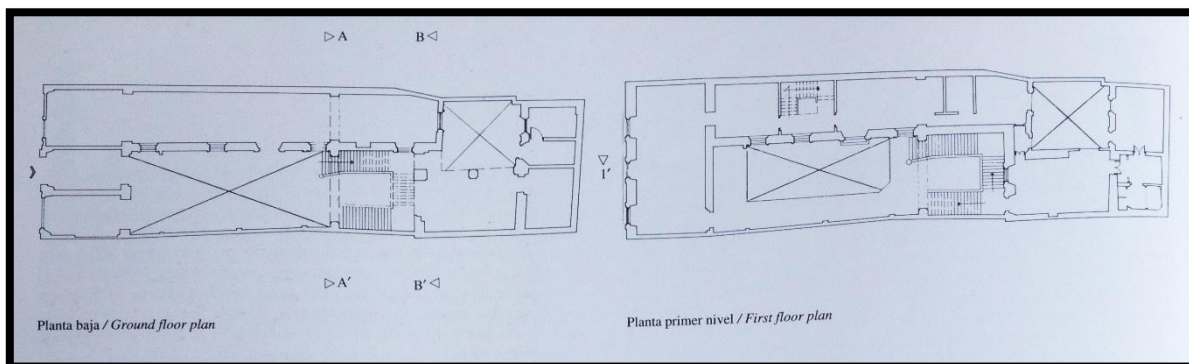 ▷A B◁
▽
I'
▷A' B'◁
Planta baja / Ground floor plan
Planta primer nivel / First floor plan